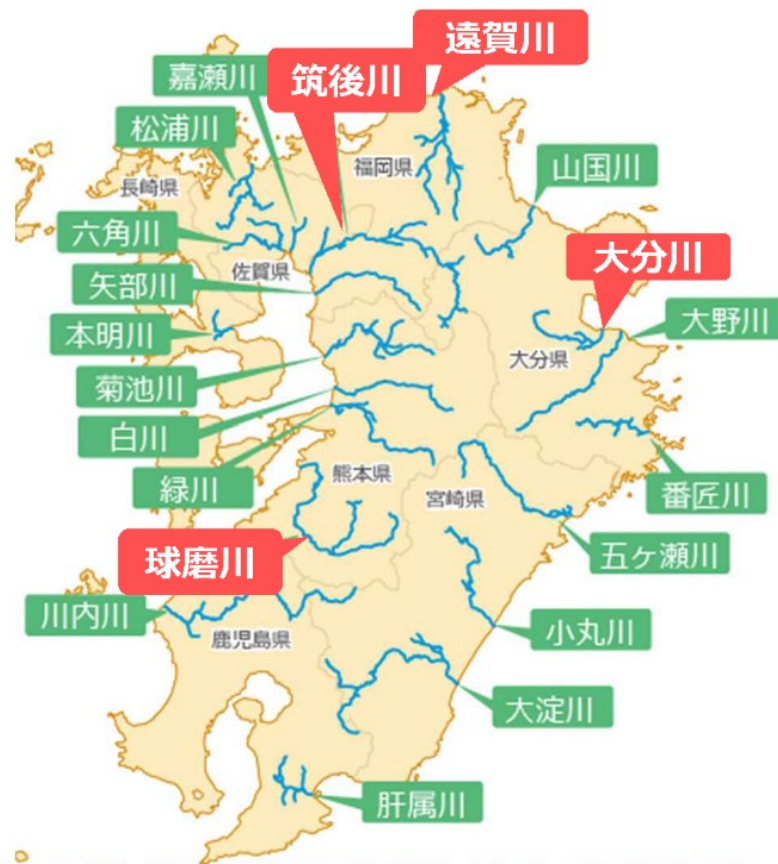 遠賀川
嘉瀬川
筑後川
松浦川
福岡県
山国川
長崎県
六角川
佐賀県
大分川
矢部川
大野川
本明川
大分県
菊池川
白川
熊本県
緑川
宮崎県
番匠川
球磨川
五ヶ瀬川
川内川
小丸川
鹿児島県
大淀川
肝属川